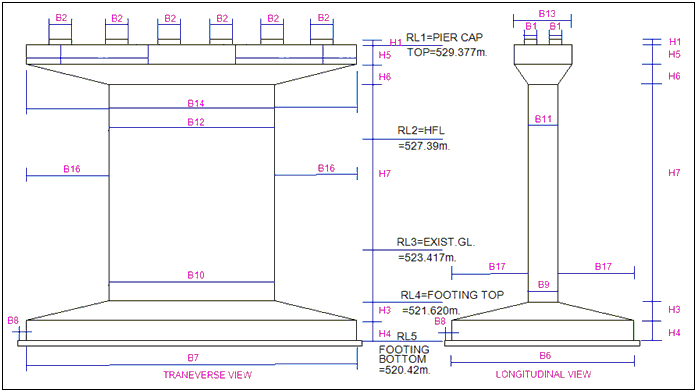 B2 B2 B2 B2 B2 B2
B13
B1 B1
H1
RL1=PIER CAP
TOP=529.377m.
H5
H6
H1
H5
H6
B14
B12
B11
RL2=HFL
=527.39m.
B16
B16
H7
H7
RL3=EXIST.GL.
=523.417m.
B17
B17
B10
B9
RL4=FOOTING TOP
=521.620m.
H3
H3
B8
B8
H4
H4
RL5
FOOTING
BOTTOM
=520.42m.
B7
B6
TRANEVERSE VIEW
LONGITUDINAL VIEW